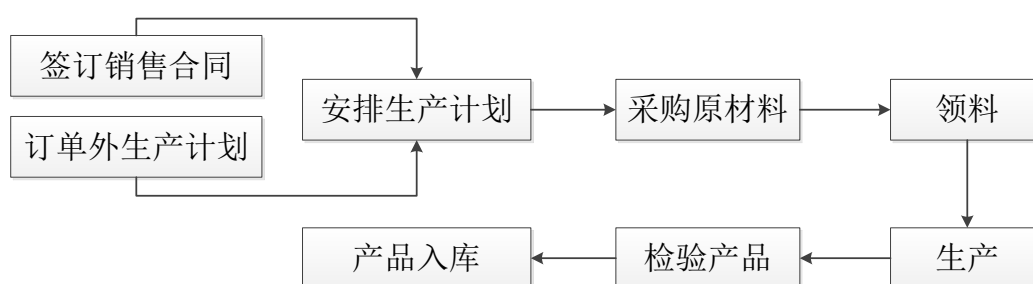 签订销售合同
订单外生产计划
安排生产计划
采购原材料
领料
生产
检验产品
产品入库